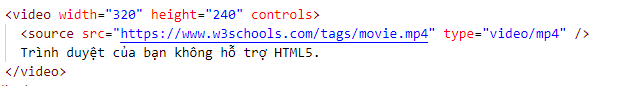 <video width="320" height="240" controls>
<source src="https://www.w3schools.com/tags/movie.mp4" type="video/mp4" />
Trình duyệt của bạn không hỗ trợ HTML5.
</video>